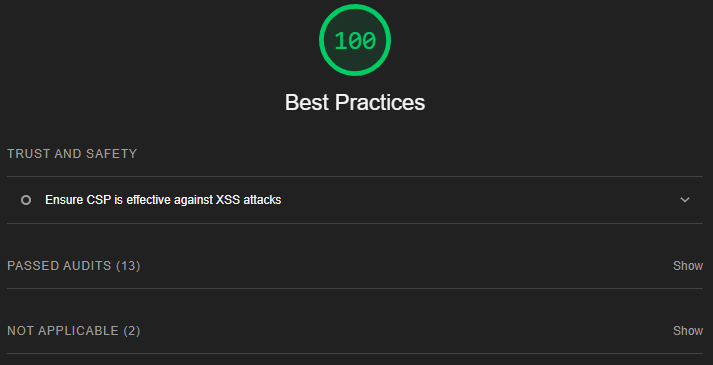 100
Best Practices
TRUST AND SAFETY
Ensure CSP is effective against XSS attacks
PASSED AUDITS (13) Show
NOT APPLICABLE (2) Show